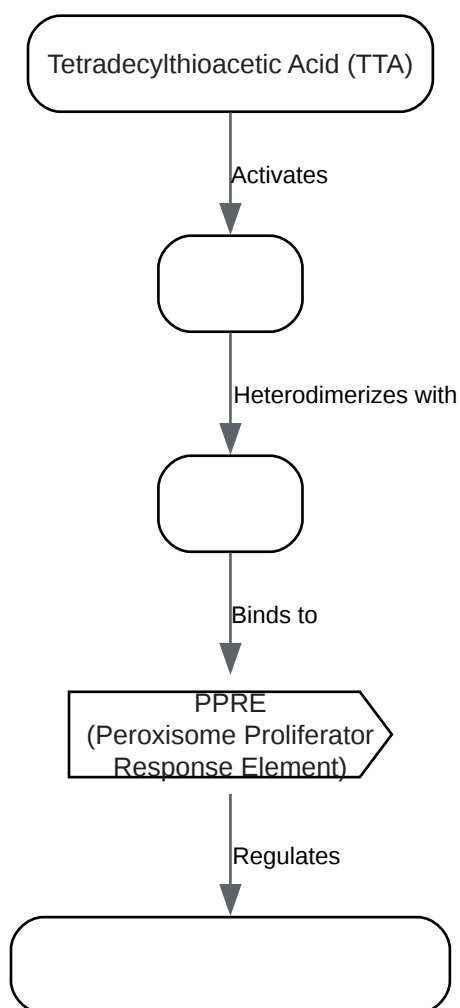 Tetradecylthioacetic Acid (TTA)
Activates
Heterodimerizes with
Binds to
PPRE
(Peroxisome Proliferator
Response Element)
Regulates